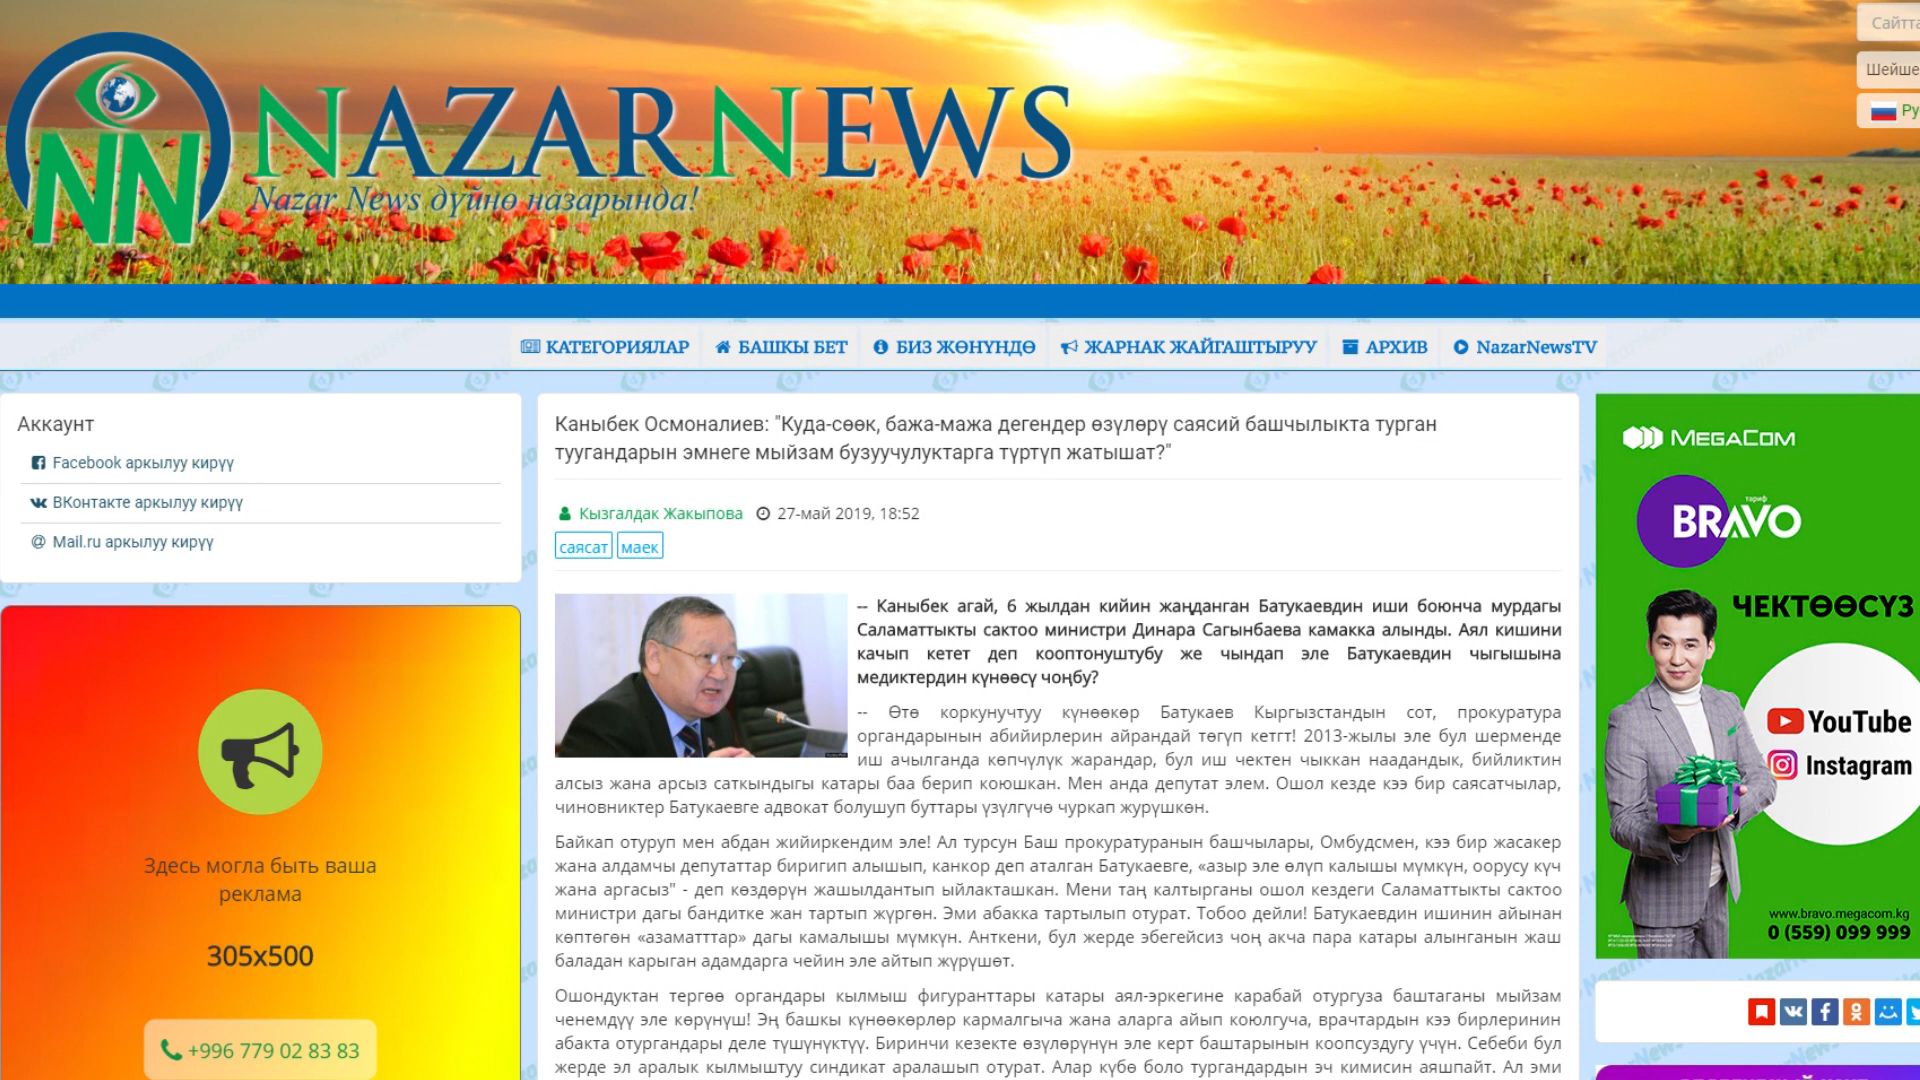 Сайтта
Шейше
Ру
NAZARNEWS
NN
Nazar News дүйнө назарында!
КАТЕГОРИЯЛАР БАШКЫ БЕТ БИЗ ЖӨНҮНДӨ ЖАРНАК ЖАЙГАШТЫРУУ АРХИВ NazarNewsTV
Аккаунт
Facebook аркылуу кирүү
ВКонтакте аркылуу кирүү
Mail.ru аркылуу кирүү
Здесь могла быть ваша
реклама
305x500
+996 779 02 83 83
Каныбек Осмоналиев: "Куда-сөөк, бажа-мажа дегендер өзүлөрү саясий башчылыкта турган
туугандарын эмнеге мыйзам бузуучулуктарга түртүп жатышат?"
Кызгалдак Жакыпова 27-май 2019, 18:52
саясат маек
-- Каныбек агай, 6 жылдан кийин жаңданган Батукаевдин иши боюнча мурдагы
Саламаттыкты сактоо министри Динара Сагынбаева камакка алынды. Аял кишини
качып кетет деп кооптонуштубу же чындап эле Батукаевдин чыгышына
медиктердин күнөөсү чоңбу?
-- Өтө коркунучтуу күнөөкөр Батукаев Кыргызстандын сот, прокуратура
органдарынын абийирлерин айрандай төгүп кетгт! 2013-жылы эле бул шерменде
иш ачылганда көпчүлүк жарандар, бул иш чектен чыккан наадандык, бийликтин
алсыз жана арсыз саткындыгы катары баа берип коюшкан. Мен анда депутат элем. Ошол кезде кээ бир саясатчылар,
чиновниктер Батукаевге адвокат болушуп буттары үзүлгүчө чуркап журүшкөн.
Байкап отуруп мен абдан жийиркендим эле! Ал турсун Баш прокуратуранын башчылары, Омбудсмен, кээ бир жасакер
жана алдамчы депутаттар биригип алышып, канкор деп аталган Батукаевге, «азыр эле өлүп калышы мүмкүн, оорусу күч
жана аргасыз" - деп көздөрүн жашылдантып ыйлакташкан. Мени таң калтырганы ошол кездеги Саламаттыкты сактоо
министри дагы бандитке жан тартып жүргөн. Эми абакка тартылып отурат. Тобоо дейли! Батукаевдин ишинин айынан
көптөгөн «азаматттар» дагы камалышы мүмкүн. Анткени, бул жерде эбегейсиз чоң акча пара катары алынганын жаш
баладан карыган адамдарга чейин эле айтып жүрүшөт.
Ошондуктан тергөө органдары кылмыш фигуранттары катары аял-эркегине карабай отургуза баштаганы мыйзам
ченемдүү эле көрүнүш! Эң башкы күнөөкөрлөр кармалгыча жана аларга айып коюлгуча, врачтардын кээ бирлеринин
абакта отургандары деле түшүнүктүү. Биринчи кезекте өзүлөрүнүн эле керт баштарынын коопсуздугу үчүн. Себеби бул
жерде эл аралык кылмыштуу синдикат аралашып отурат. Алар күбө боло тургандардын эч кимисин аяшпайт. Ал эми
MEGACOM
тариф
BRAVO
ЧЕКТӨӨСҮЗ
YouTube
Instagram
www.bravo.megacom.kg
0 (559) 099 999